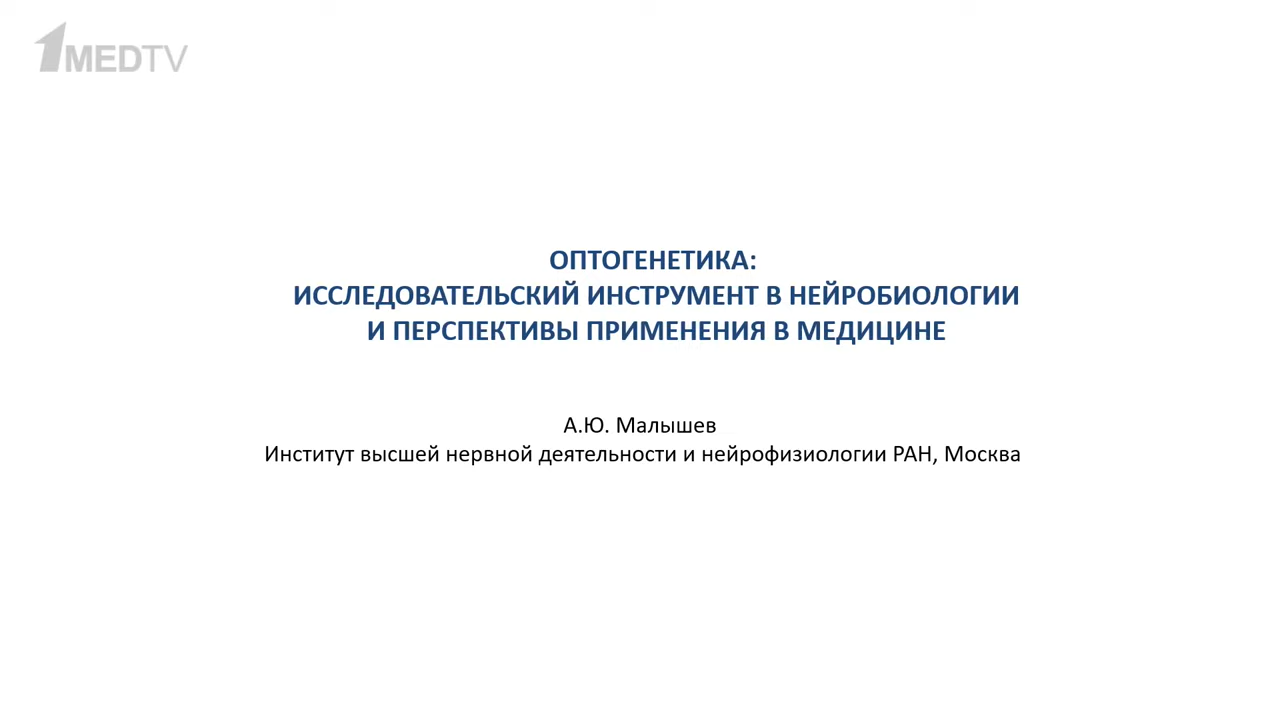 1MEDTV
ОПТОГЕНЕТИКА:
ИССЛЕДОВАТЕЛЬСКИЙ ИНСТРУМЕНТ В НЕЙРОБИОЛОГИИ
И ПЕРСПЕКТИВЫ ПРИМЕНЕНИЯ В МЕДИЦИНЕ
А.Ю. Малышев
Институт высшей нервной деятельности и нейрофизиологии РАН, Москва